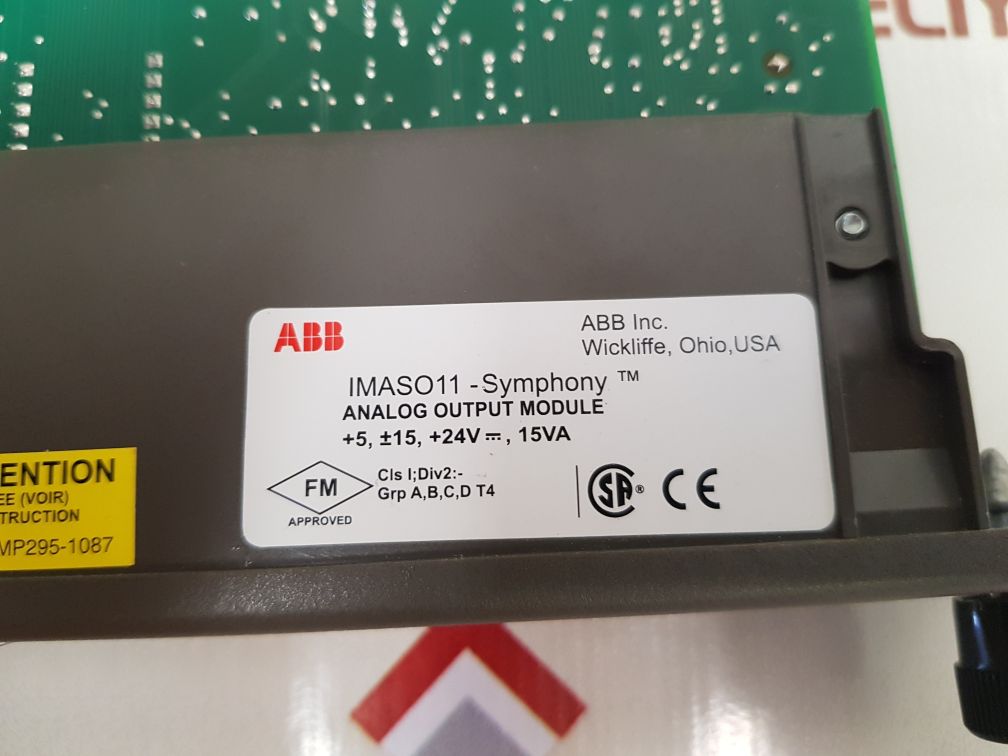 ABB
ABB Inc.
Wickliffe, Ohio,USA
IMASO11 -Symphony ™
ANALOG OUTPUT MODULE
+5, ±15, +24V⎓, 15VA
FM
APPROVED
Cls I;Div2:-
Grp A,B,C,D T4
SA®
CE
ENTION
EE (VOIR)
TRUCTION
MP295-1087